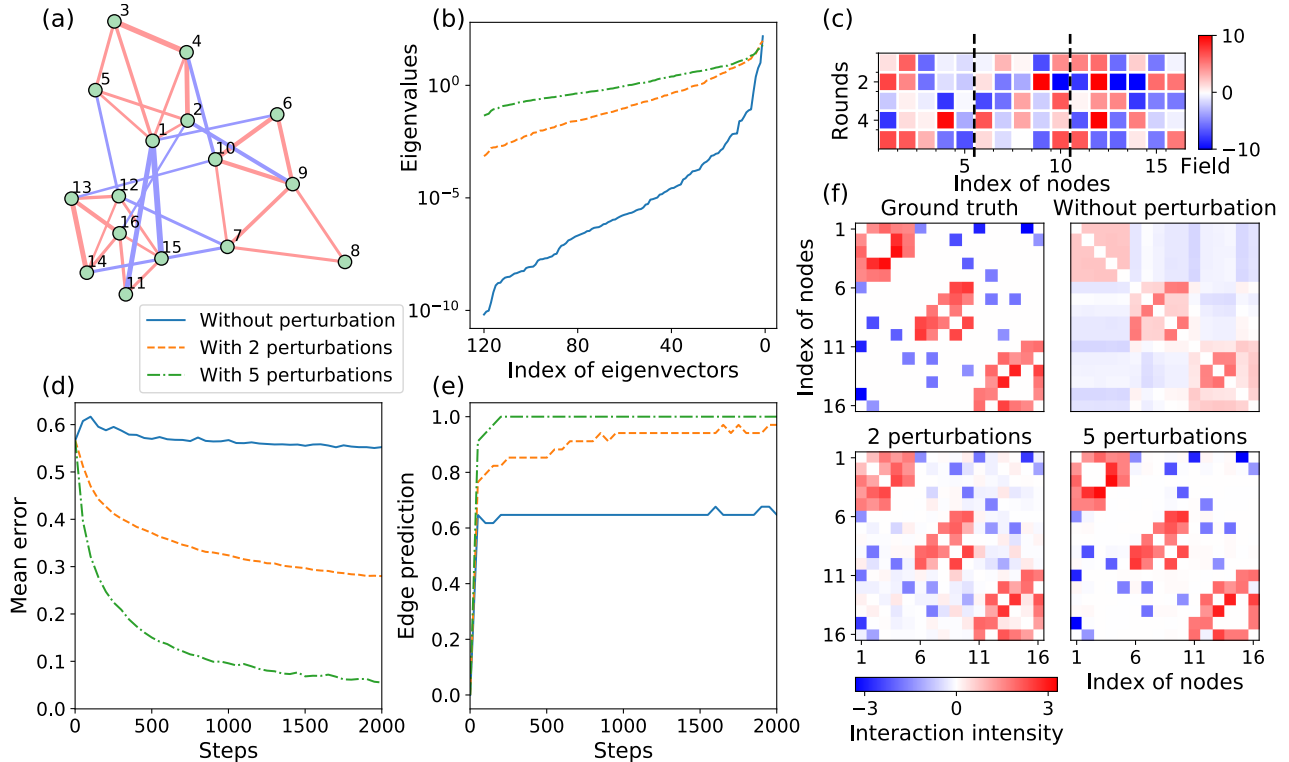 (a)
3
4
5
2
6
1
10
9
13
12
16
7
15
8
14
11
Without perturbation
With 2 perturbations
With 5 perturbations
(b)
Eigenvalues
10⁰
10⁻⁵
10⁻¹⁰
120 80 40 0
Index of eigenvectors
(c)
Rounds
2
4
5 10 15
Index of nodes
10
0
−10
Field
(d)
Mean error
0.6
0.5
0.4
0.3
0.2
0.1
0.0
0 500 1000 1500 2000
Steps
(e)
Edge prediction
1.0
0.8
0.6
0.4
0.2
0.0
0 500 1000 1500 2000
Steps
(f)
Ground truth Without perturbation
Index of nodes
1
6
11
16
2 perturbations 5 perturbations
1
6
11
16
1 6 11 16 1 6 11 16
Index of nodes
−3 0 3
Interaction intensity